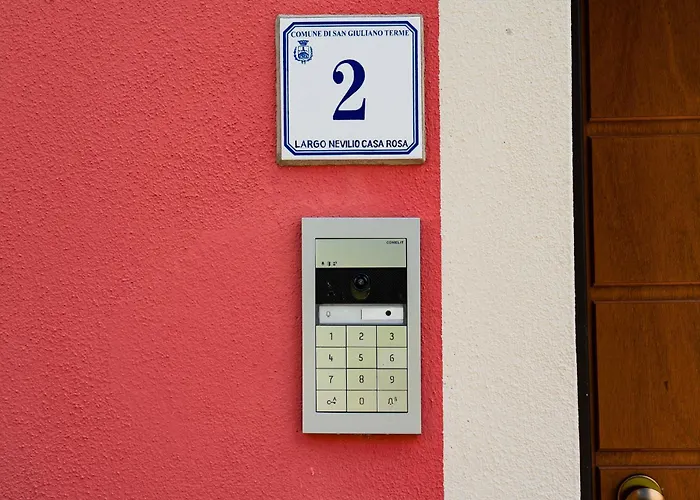 COMUNE DI SAN GIULIANO TERME
2
LARGO NEVILIO CASA ROSA
COMELIT
1 2 3
4 5 6
7 8 9
0